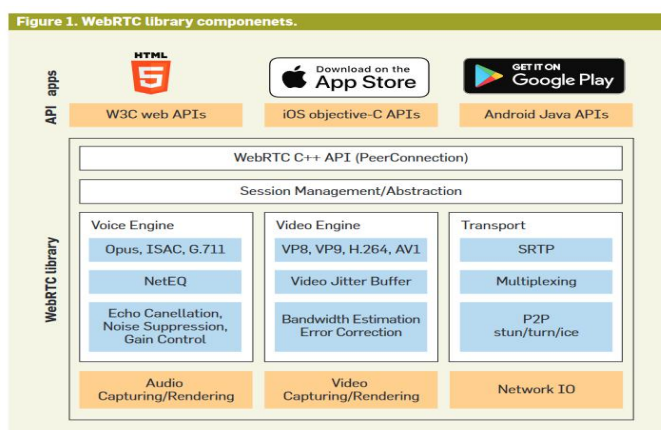 Figure 1. WebRTC library componenets.
API apps
HTML
5
Download on the
App Store
GET IT ON
Google Play
W3C web APIs
iOS objective-C APIs
Android Java APIs
WebRTC library
WebRTC C++ API (PeerConnection)
Session Management/Abstraction
Voice Engine
Opus, ISAC, G.711
NetEQ
Echo Canellation,
Noise Suppression,
Gain Control
Video Engine
VP8, VP9, H.264, AV1
Video Jitter Buffer
Bandwidth Estimation
Error Correction
Transport
SRTP
Multiplexing
P2P
stun/turn/ice
Audio
Capturing/Rendering
Video
Capturing/Rendering
Network IO